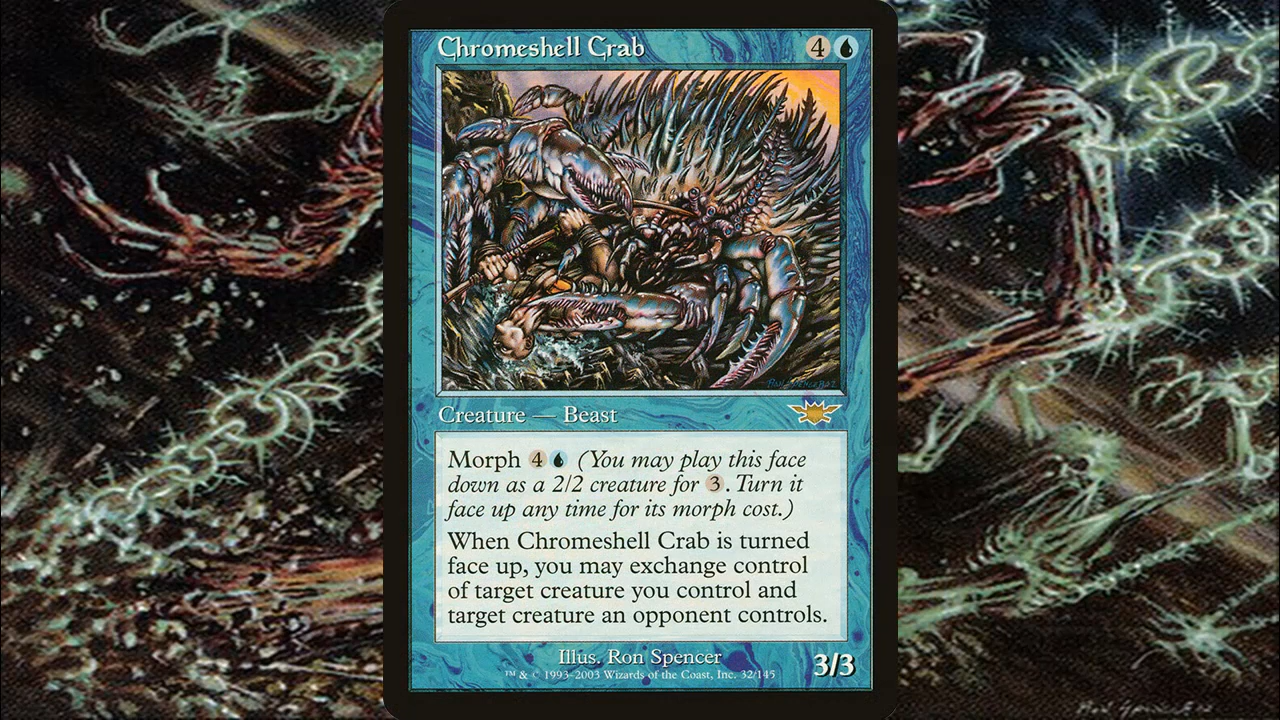 Chromeshell Crab 4
Creature — Beast
Morph 4 (You may play this face
down as a 2/2 creature for 3. Turn it
face up any time for its morph cost.)
When Chromeshell Crab is turned
face up, you may exchange control
of target creature you control and
target creature an opponent controls.
Illus. Ron Spencer
™ & © 1993–2003 Wizards of the Coast, Inc. 32/145
3/3